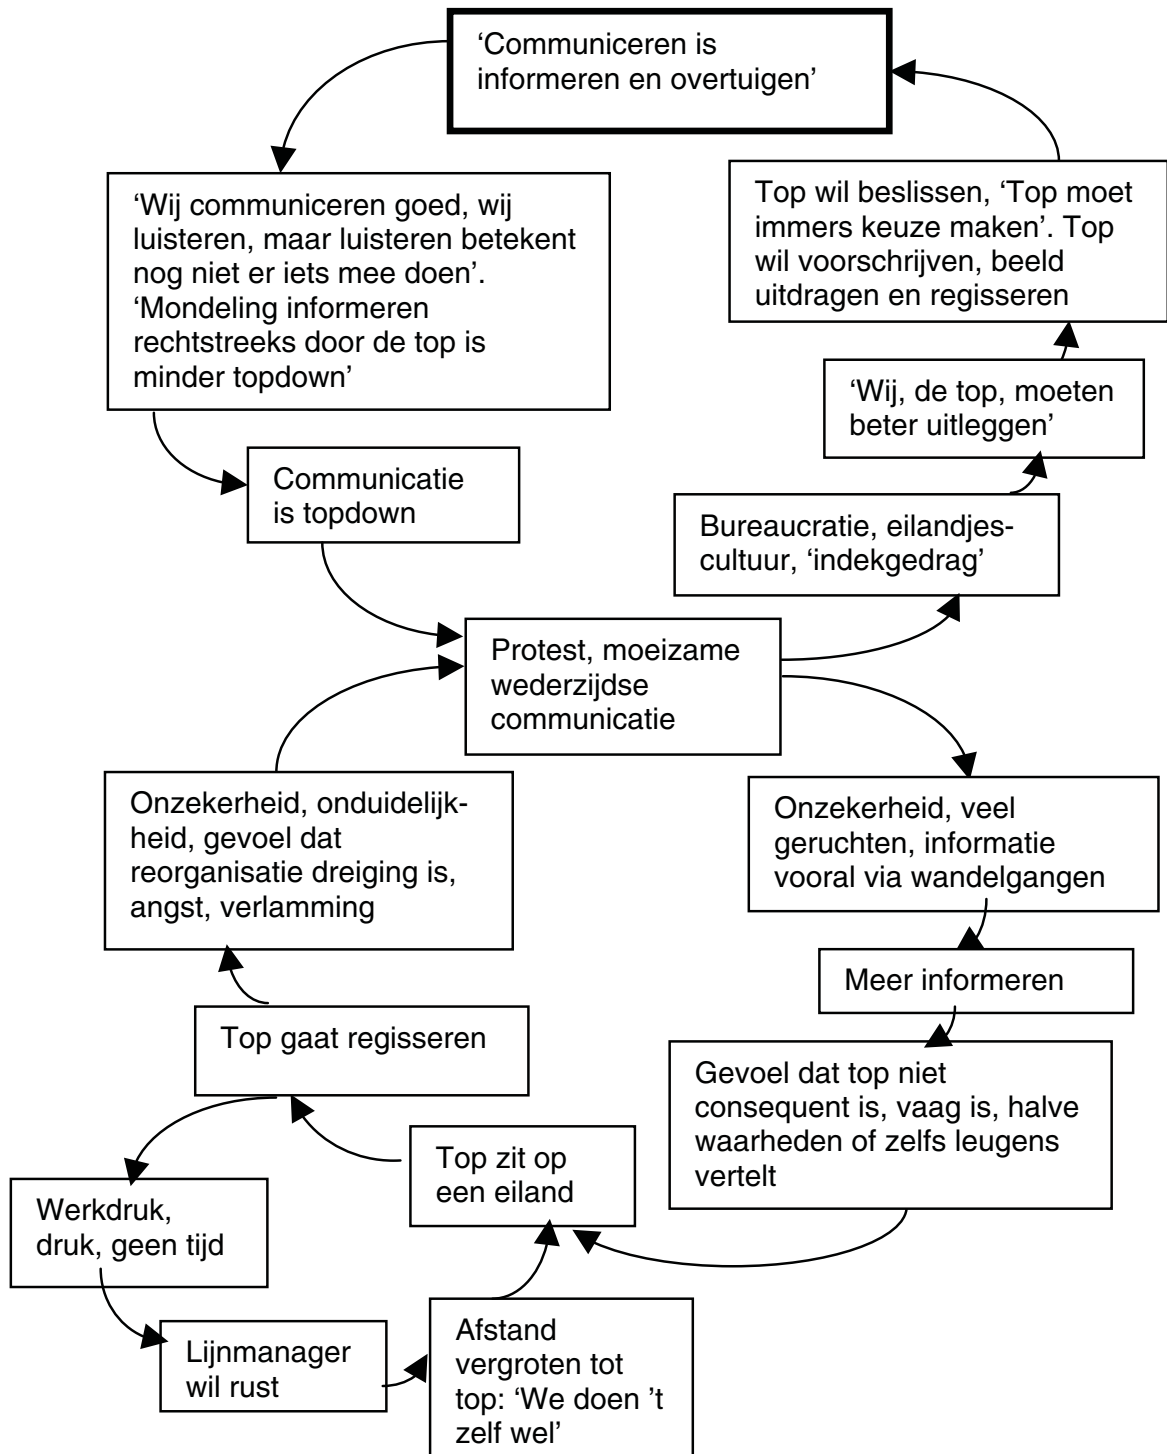 ‘Communiceren is
informeren en overtuigen’
‘Wij communiceren goed, wij
luisteren, maar luisteren betekent
nog niet er iets mee doen’.
‘Mondeling informeren
rechtstreeks door de top is
minder topdown’
Top wil beslissen, ‘Top moet
immers keuze maken’. Top
wil voorschrijven, beeld
uitdragen en regisseren
‘Wij, de top, moeten
beter uitleggen’
Communicatie
is topdown
Bureaucratie, eilandjes-
cultuur, ‘indekgedrag’
Protest, moeizame
wederzijdse
communicatie
Onzekerheid, onduidelijk-
heid, gevoel dat
reorganisatie dreiging is,
angst, verlamming
Onzekerheid, veel
geruchten, informatie
vooral via wandelgangen
Meer informeren
Top gaat regisseren
Gevoel dat top niet
consequent is, vaag is, halve
waarheden of zelfs leugens
vertelt
Top zit op
een eiland
Werkdruk,
druk, geen tijd
Lijnmanager
wil rust
Afstand
vergroten tot
top: ‘We doen ’t
zelf wel’